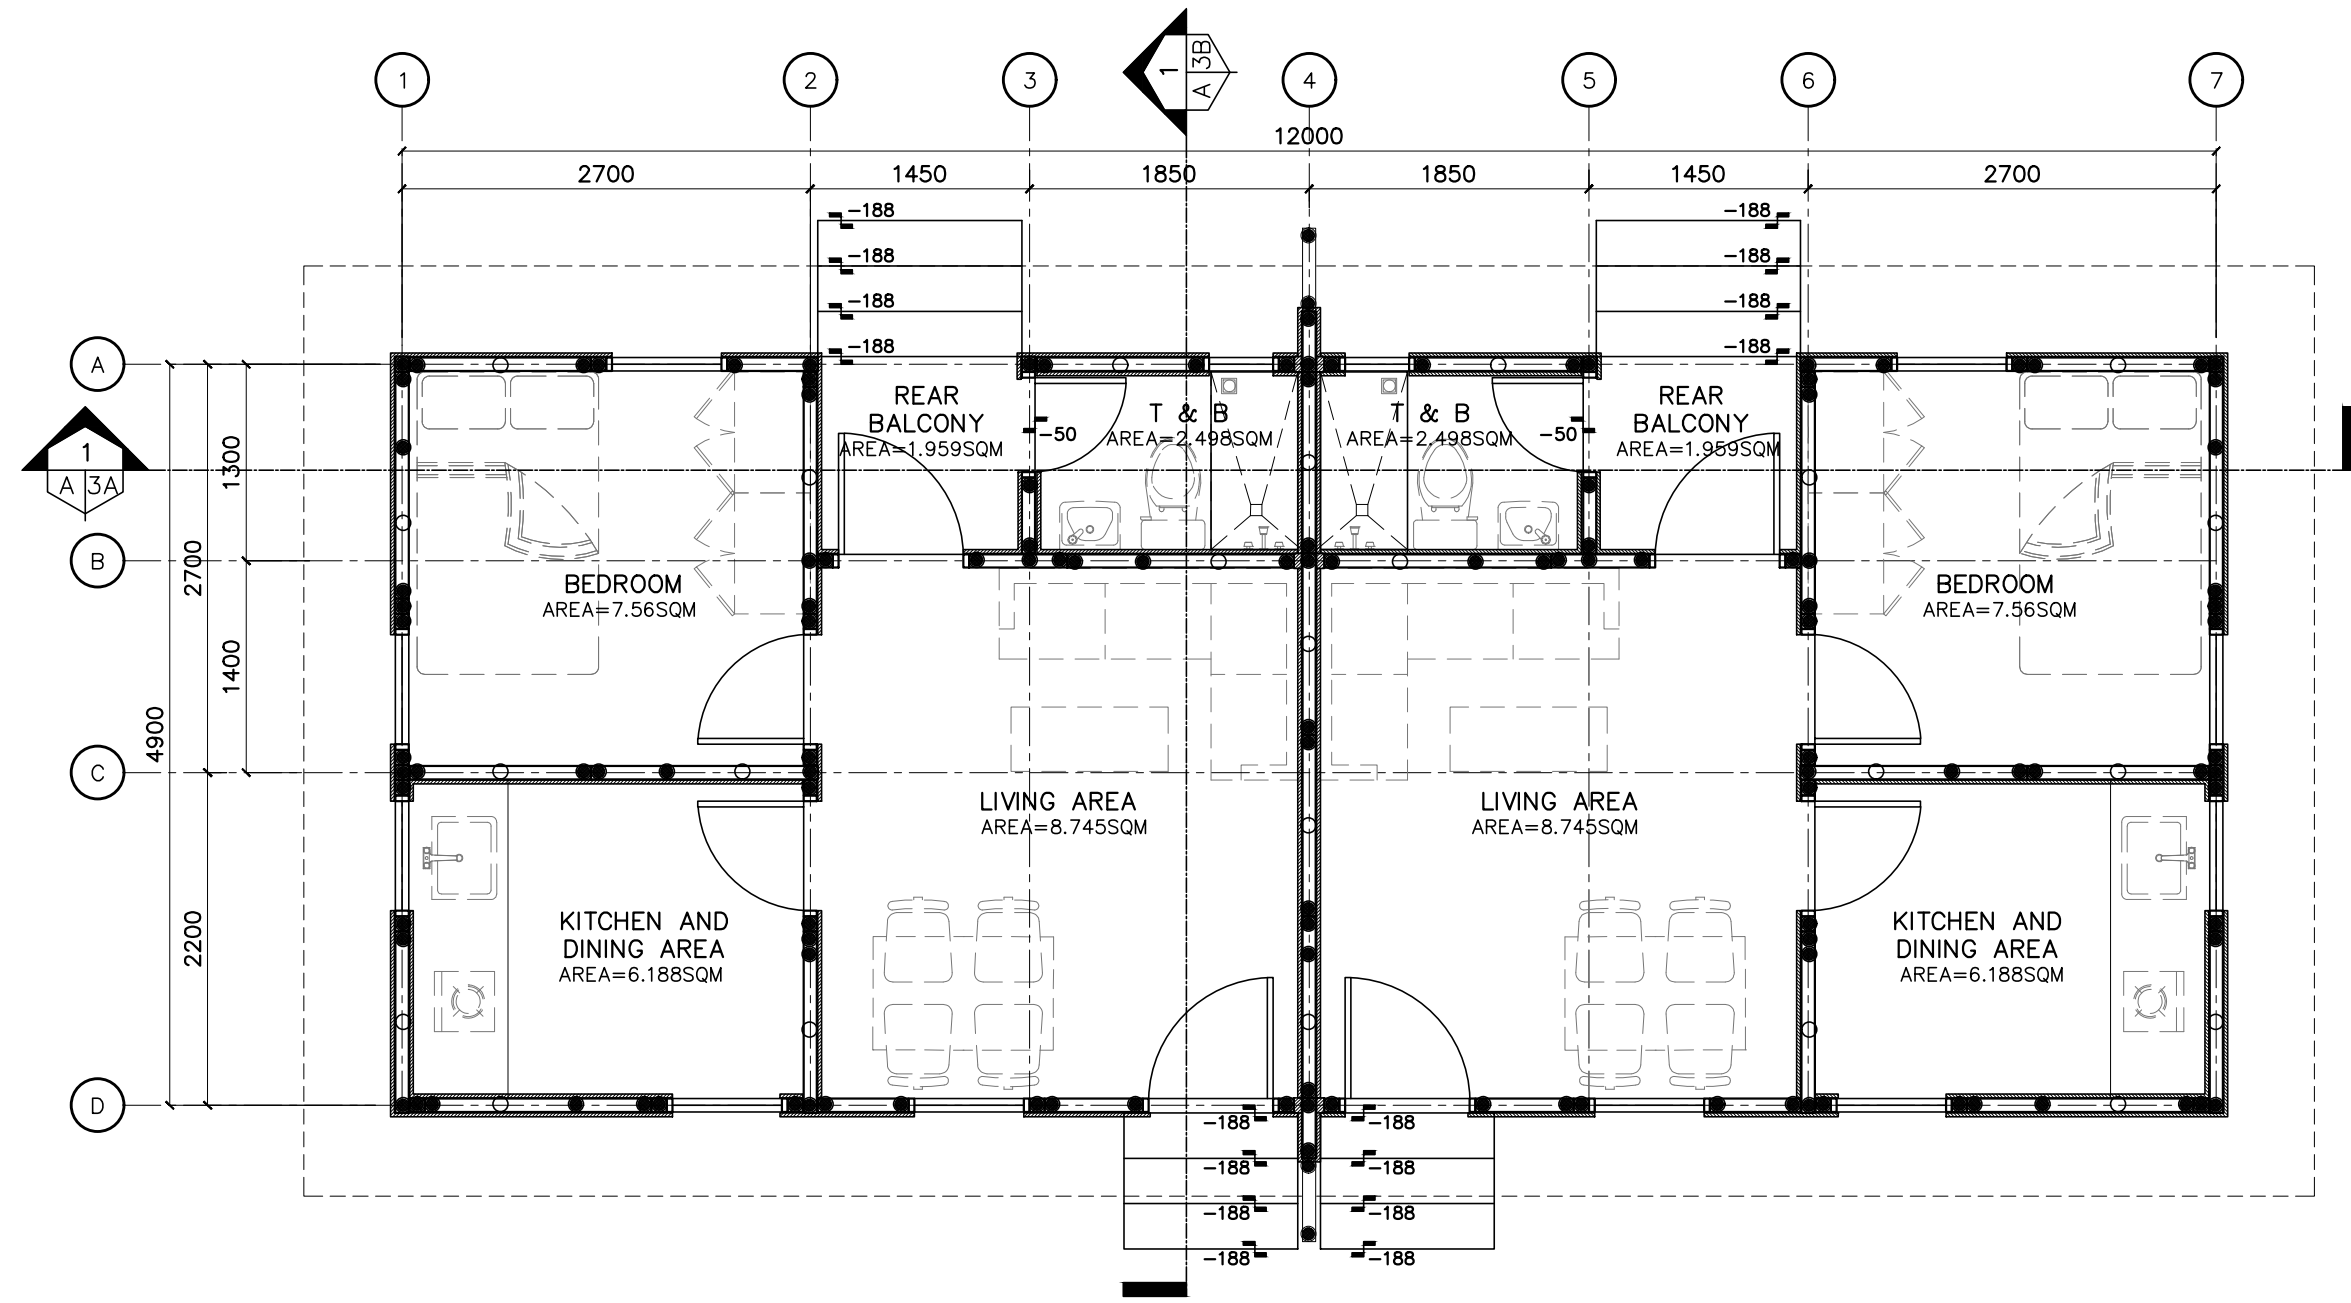 1 2 3 4 5 6 7
1
A 3B
12000
2700 1450 1850 1850 1450 2700
-188 -188
-188 -188
-188 -188
-188 -188
A
REAR
BALCONY
AREA=1.959SQM
T & B
AREA=2.498SQM
-50
T & B
AREA=2.498SQM
-50
REAR
BALCONY
AREA=1.959SQM
1
A 3A
1300
B
2700
BEDROOM
AREA=7.56SQM
BEDROOM
AREA=7.56SQM
1400
4900
C
LIVING AREA
AREA=8.745SQM
LIVING AREA
AREA=8.745SQM
2200
KITCHEN AND
DINING AREA
AREA=6.188SQM
KITCHEN AND
DINING AREA
AREA=6.188SQM
D
-188 -188
-188 -188
-188 -188
-188 -188